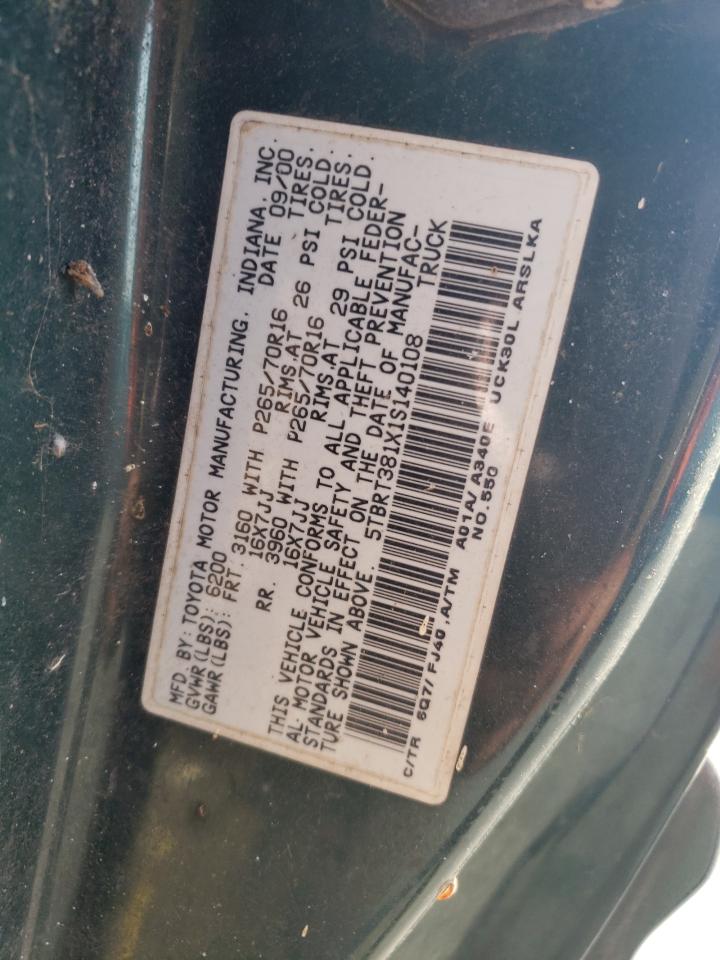 MFD BY: TOYOTA MOTOR MANUFACTURING, INDIANA, INC.
GVWR(LBS): 6200 DATE 09/00
GAWR(LBS): FRT. 3160 WITH P265/70R16 TIRES.
16X7JJ RIMS,AT 26 PSI COLD
RR. 3960 WITH P265/70R16 TIRES.
16X7JJ RIMS,AT 29 PSI COLD.
THIS VEHICLE CONFORMS TO ALL APPLICABLE FEDER-
AL MOTOR VEHICLE SAFETY AND THEFT PREVENTION
STANDARDS IN EFFECT ON THE DATE OF MANUFAC-
TURE SHOWN ABOVE. 5TBRT381X1S140108 TRUCK
C/TR 6Q7/FJ40 ,A/TM A01A/A340E UCK30L ARSLKA
NO.550